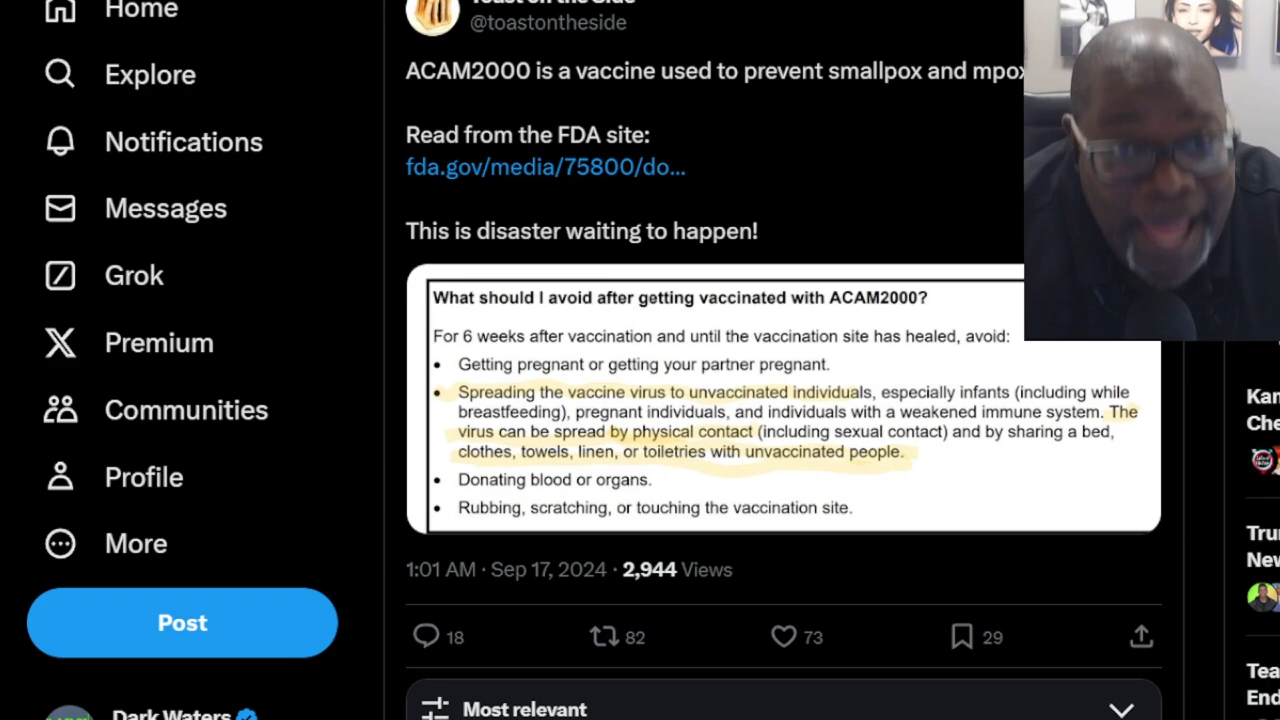 Home
Explore
Notifications
Messages
Grok
Premium
Communities
Profile
More
Post
Dark Waters
Toast on the Side
@toastontheside
ACAM2000 is a vaccine used to prevent smallpox and mpox
Read from the FDA site:
fda.gov/media/75800/do...
This is disaster waiting to happen!
What should I avoid after getting vaccinated with ACAM2000?
For 6 weeks after vaccination and until the vaccination site has healed, avoid:
• Getting pregnant or getting your partner pregnant.
• Spreading the vaccine virus to unvaccinated individuals, especially infants (including while
breastfeeding), pregnant individuals, and individuals with a weakened immune system. The
virus can be spread by physical contact (including sexual contact) and by sharing a bed,
clothes, towels, linen, or toiletries with unvaccinated people.
• Donating blood or organs.
• Rubbing, scratching, or touching the vaccination site.
1:01 AM · Sep 17, 2024 · 2,944 Views
18 82 73 29
Most relevant